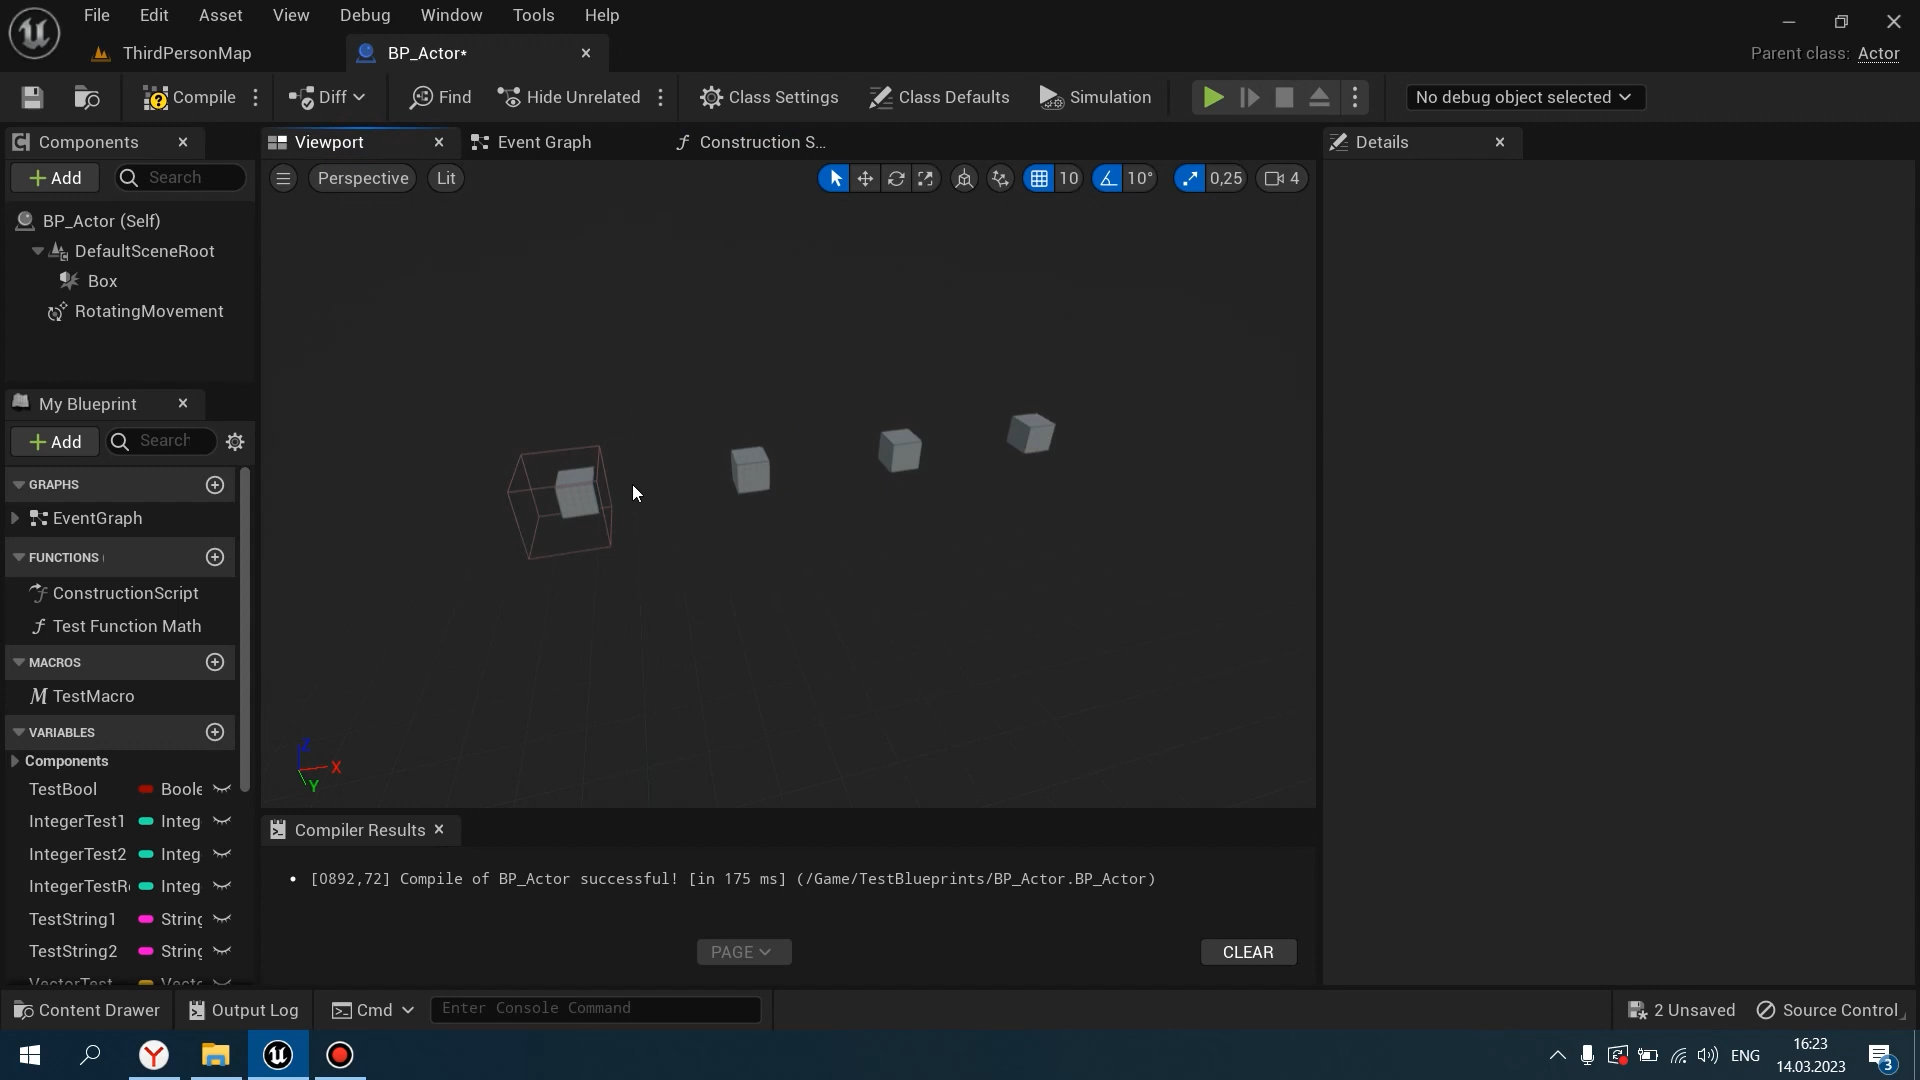 File Edit Asset View Debug Window Tools Help
ThirdPersonMap BP_Actor* Parent class: Actor
Compile Diff Find Hide Unrelated Class Settings Class Defaults Simulation No debug object selected
Components Viewport Event Graph Construction S... Details
Add Search Perspective Lit 10 10° 0,25 4
BP_Actor (Self)
DefaultSceneRoot
Box
RotatingMovement
My Blueprint
Add Search
GRAPHS
EventGraph
FUNCTIONS
ConstructionScript
Test Function Math
MACROS
TestMacro
VARIABLES
Components
TestBool Boole
IntegerTest1 Integ
IntegerTest2 Integ
IntegerTestR Integ
TestString1 String
TestString2 String
VectorTest Vecto
Z
X
Y
Compiler Results
• [0892,72] Compile of BP_Actor successful! [in 175 ms] (/Game/TestBlueprints/BP_Actor.BP_Actor)
PAGE CLEAR
Content Drawer Output Log Cmd Enter Console Command 2 Unsaved Source Control
ENG 16:23
14.03.2023
3